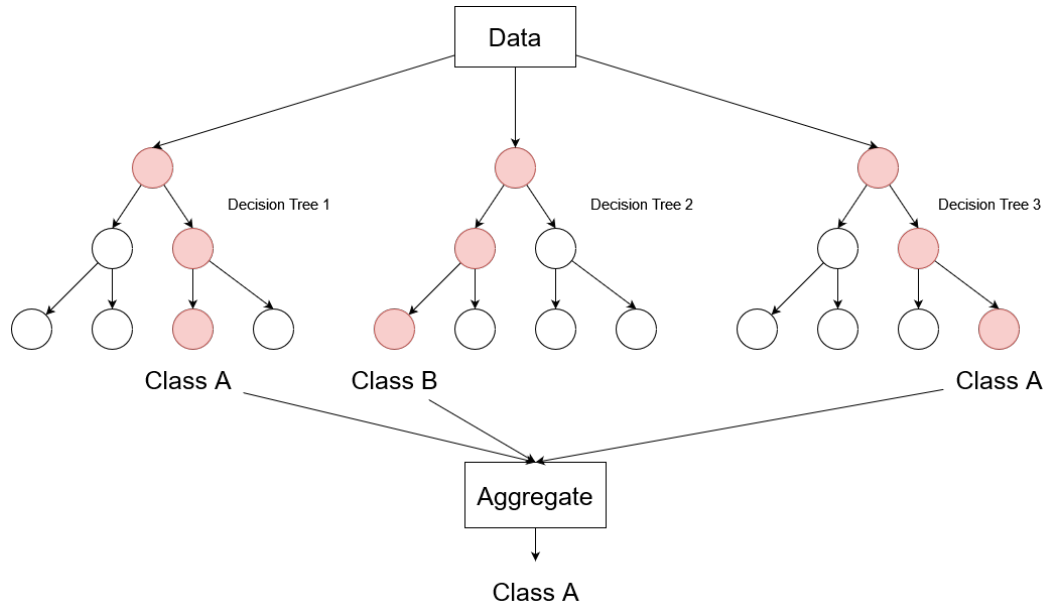 Data
Decision Tree 1
Decision Tree 2
Decision Tree 3
Class A
Class B
Class A
Aggregate
Class A